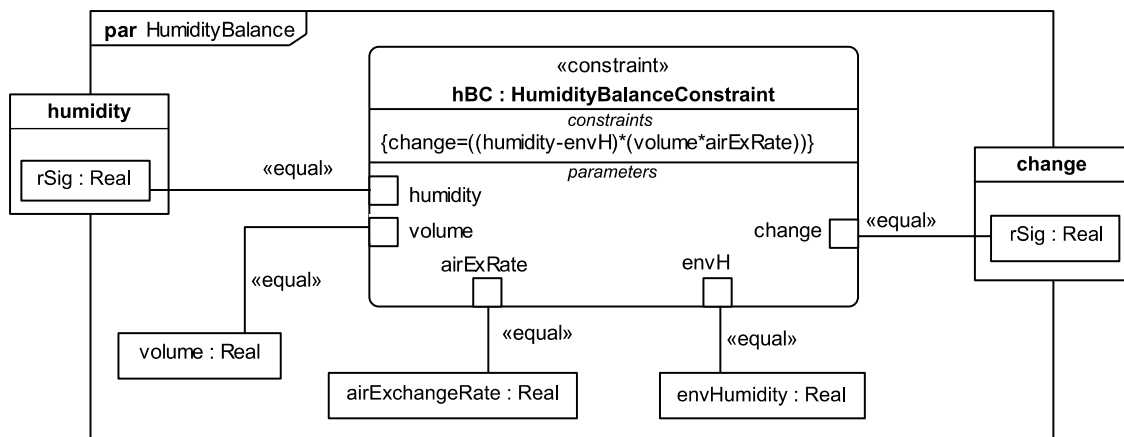 par HumidityBalance
«constraint»
hBC : HumidityBalanceConstraint
constraints
{change=((humidity-envH)*(volume*airExRate))}
parameters
humidity
rSig : Real
«equal»
humidity
volume
airExRate
envH
change
«equal»
change
rSig : Real
«equal»
volume : Real
«equal»
airExchangeRate : Real
«equal»
envHumidity : Real